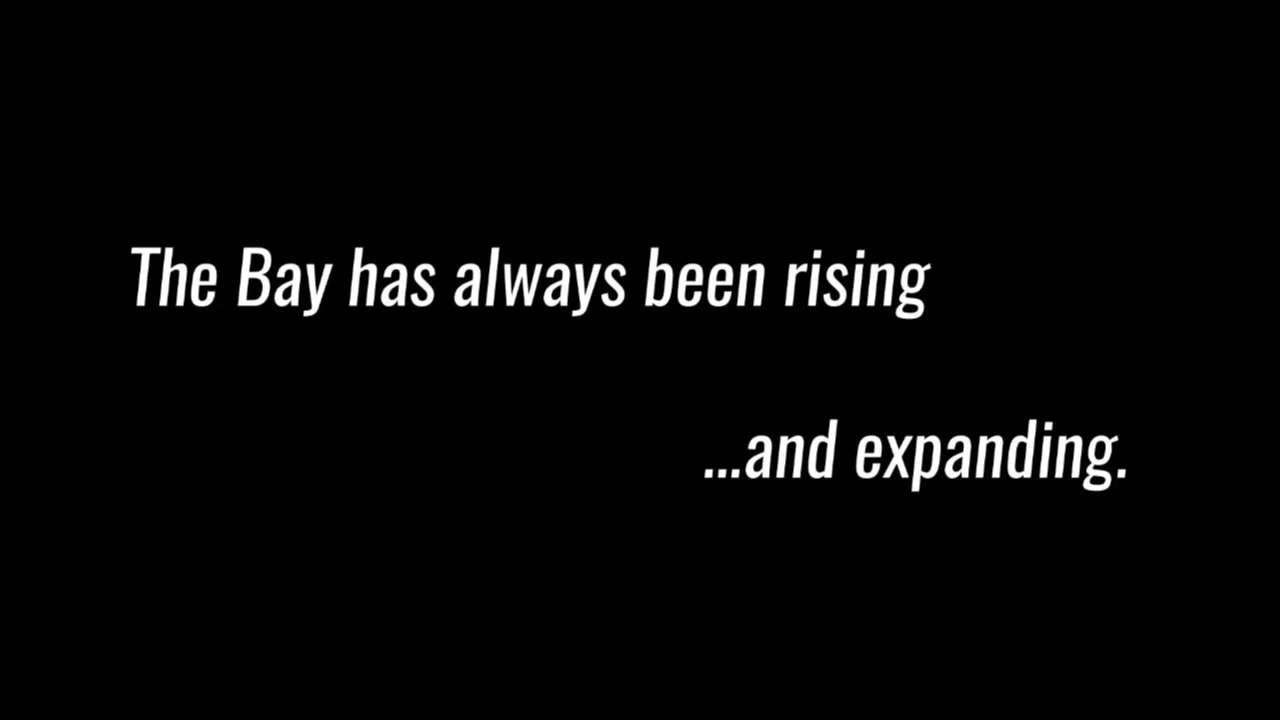 The Bay has always been rising
...and expanding.